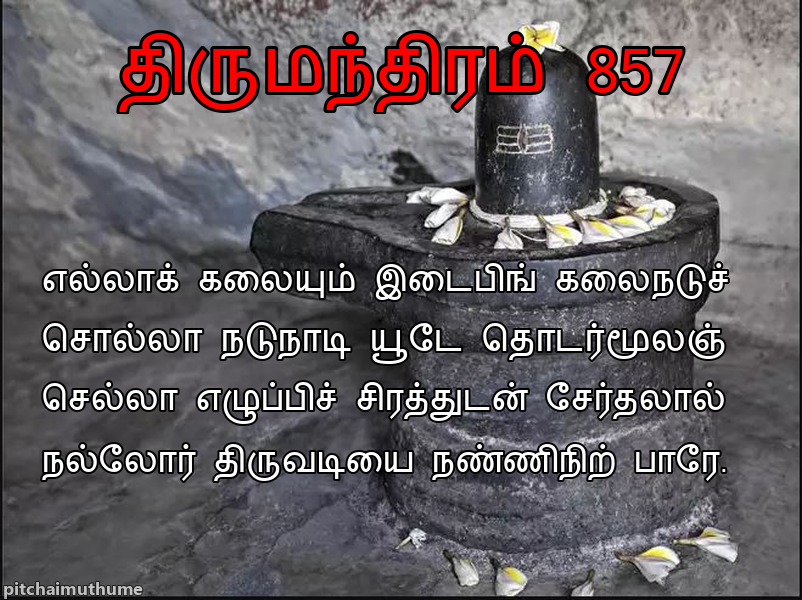 திருமந்திரம் 857
எல்லாக் கலையும் இடைபிங் கலைநடுச்
சொல்லா நடுநாடி யூடே தொடர்மூலஞ்
செல்லா எழுப்பிச் சிரத்துடன் சேர்தலால்
நல்லோர் திருவடியை நண்ணிநிற் பாரே.
pitchaimuthume